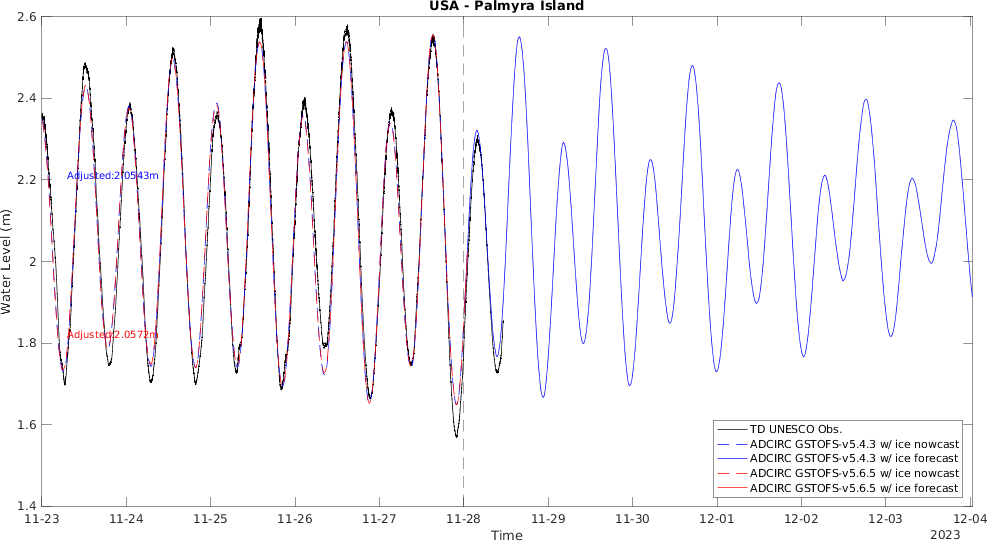 USA - Palmyra Island
2.6
2.4
2.2
2
1.8
1.6
1.4
Water Level (m)
Adjusted:2.0543m
Adjusted:2.0572m
TD UNESCO Obs.
ADCIRC GSTOFS-v5.4.3 w/ ice nowcast
ADCIRC GSTOFS-v5.4.3 w/ ice forecast
ADCIRC GSTOFS-v5.6.5 w/ ice nowcast
ADCIRC GSTOFS-v5.6.5 w/ ice forecast
11-23 11-24 11-25 11-26 11-27 11-28 11-29 11-30 12-01 12-02 12-03 12-04
Time
2023